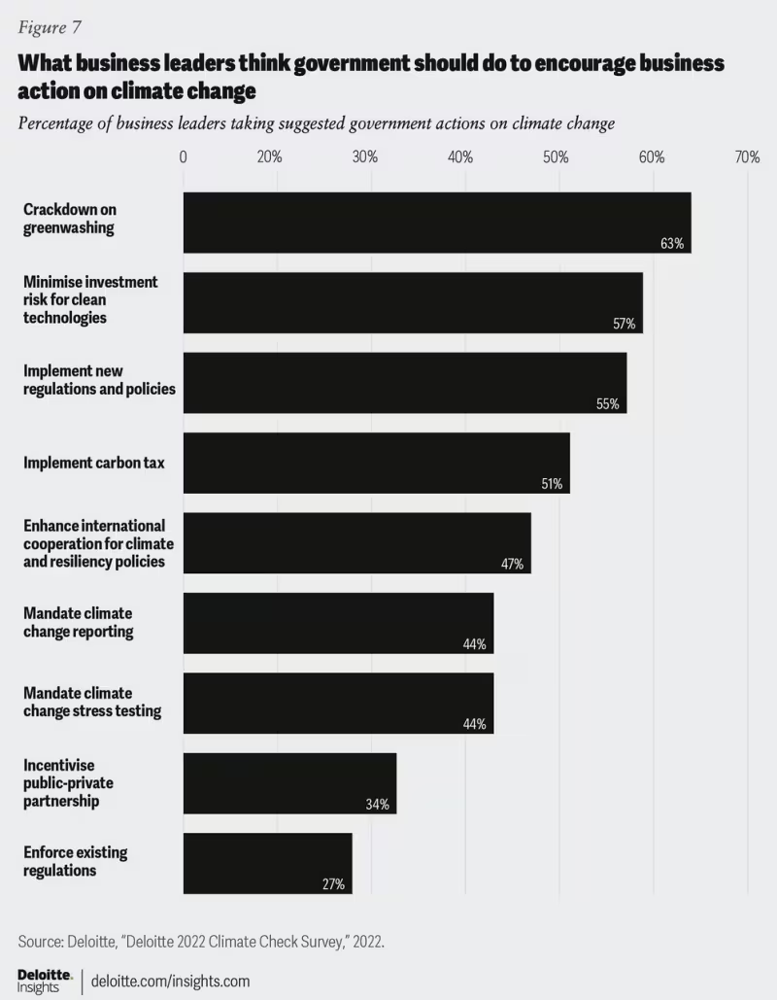 Figure 7
What business leaders think government should do to encourage business
action on climate change
Percentage of business leaders taking suggested government actions on climate change
0 20% 30% 40% 50% 60% 70%
Crackdown on
greenwashing
63%
Minimise investment
risk for clean
technologies
57%
Implement new
regulations and policies
55%
Implement carbon tax
51%
Enhance international
cooperation for climate
and resiliency policies
47%
Mandate climate
change reporting
44%
Mandate climate
change stress testing
44%
Incentivise
public-private
partnership
34%
Enforce existing
regulations
27%
Source: Deloitte, “Deloitte 2022 Climate Check Survey,” 2022.
Deloitte.
Insights
deloitte.com/insights.com